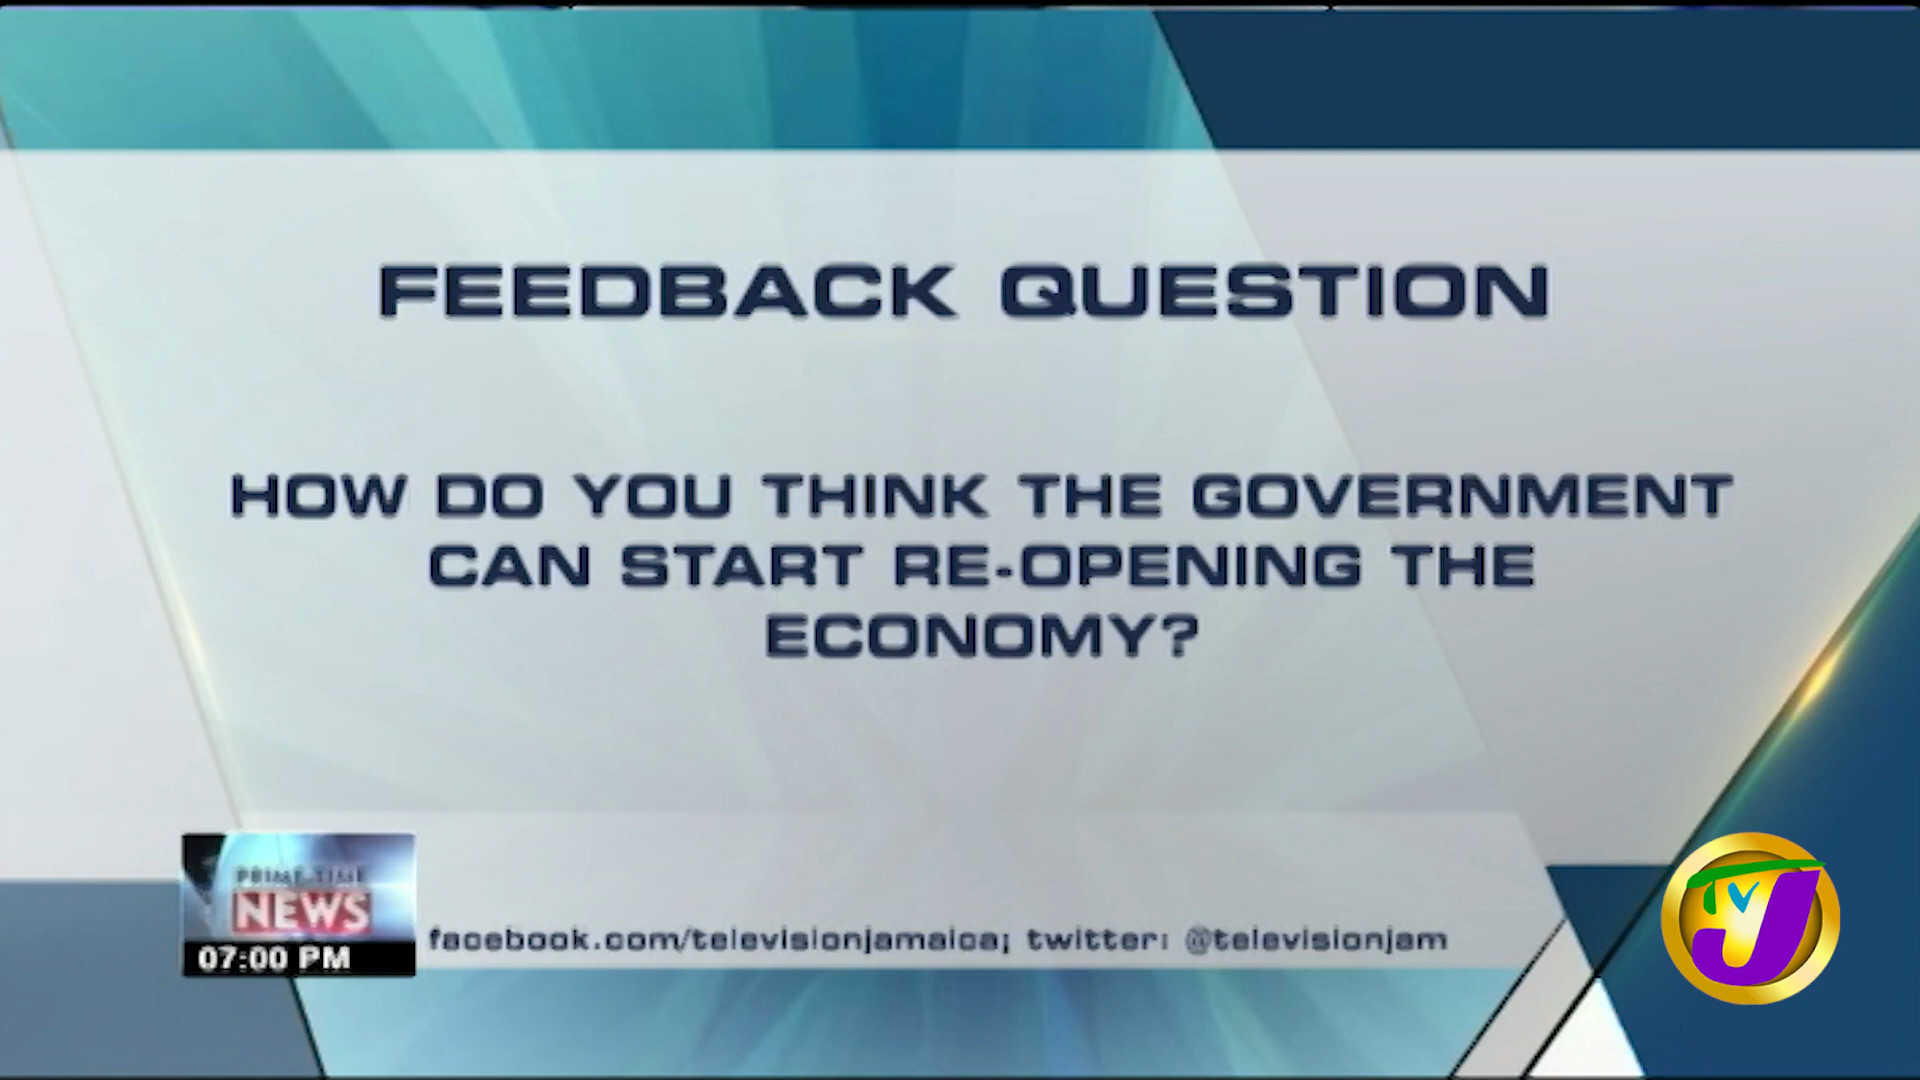 FEEDBACK QUESTION
HOW DO YOU THINK THE GOVERNMENT
CAN START RE-OPENING THE
ECONOMY?
PRIME-TIME
NEWS
07:00 PM
facebook.com/televisionjamaica; twitter: @televisionjam
TVJ